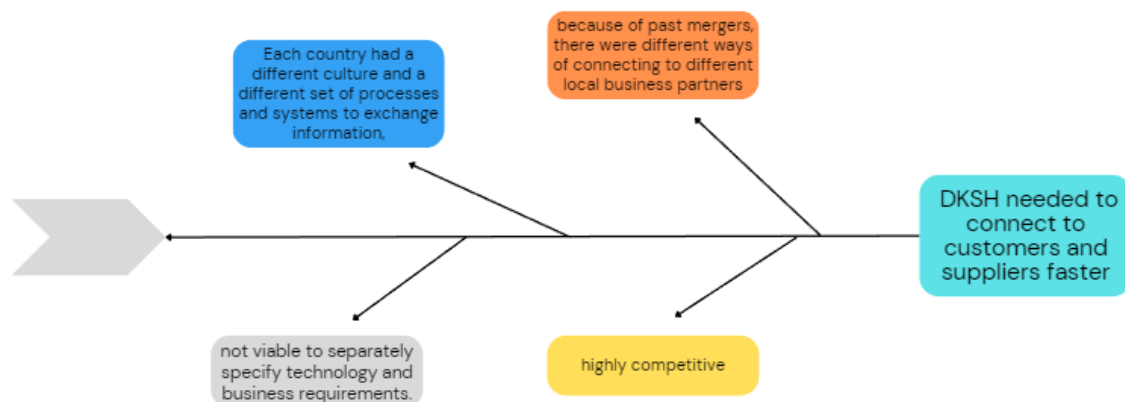 Each country had a
different culture and a
different set of processes
and systems to exchange
information,
because of past mergers,
there were different ways
of connecting to different
local business partners
DKSH needed to
connect to
customers and
suppliers faster
not viable to separately
specify technology and
business requirements.
highly competitive